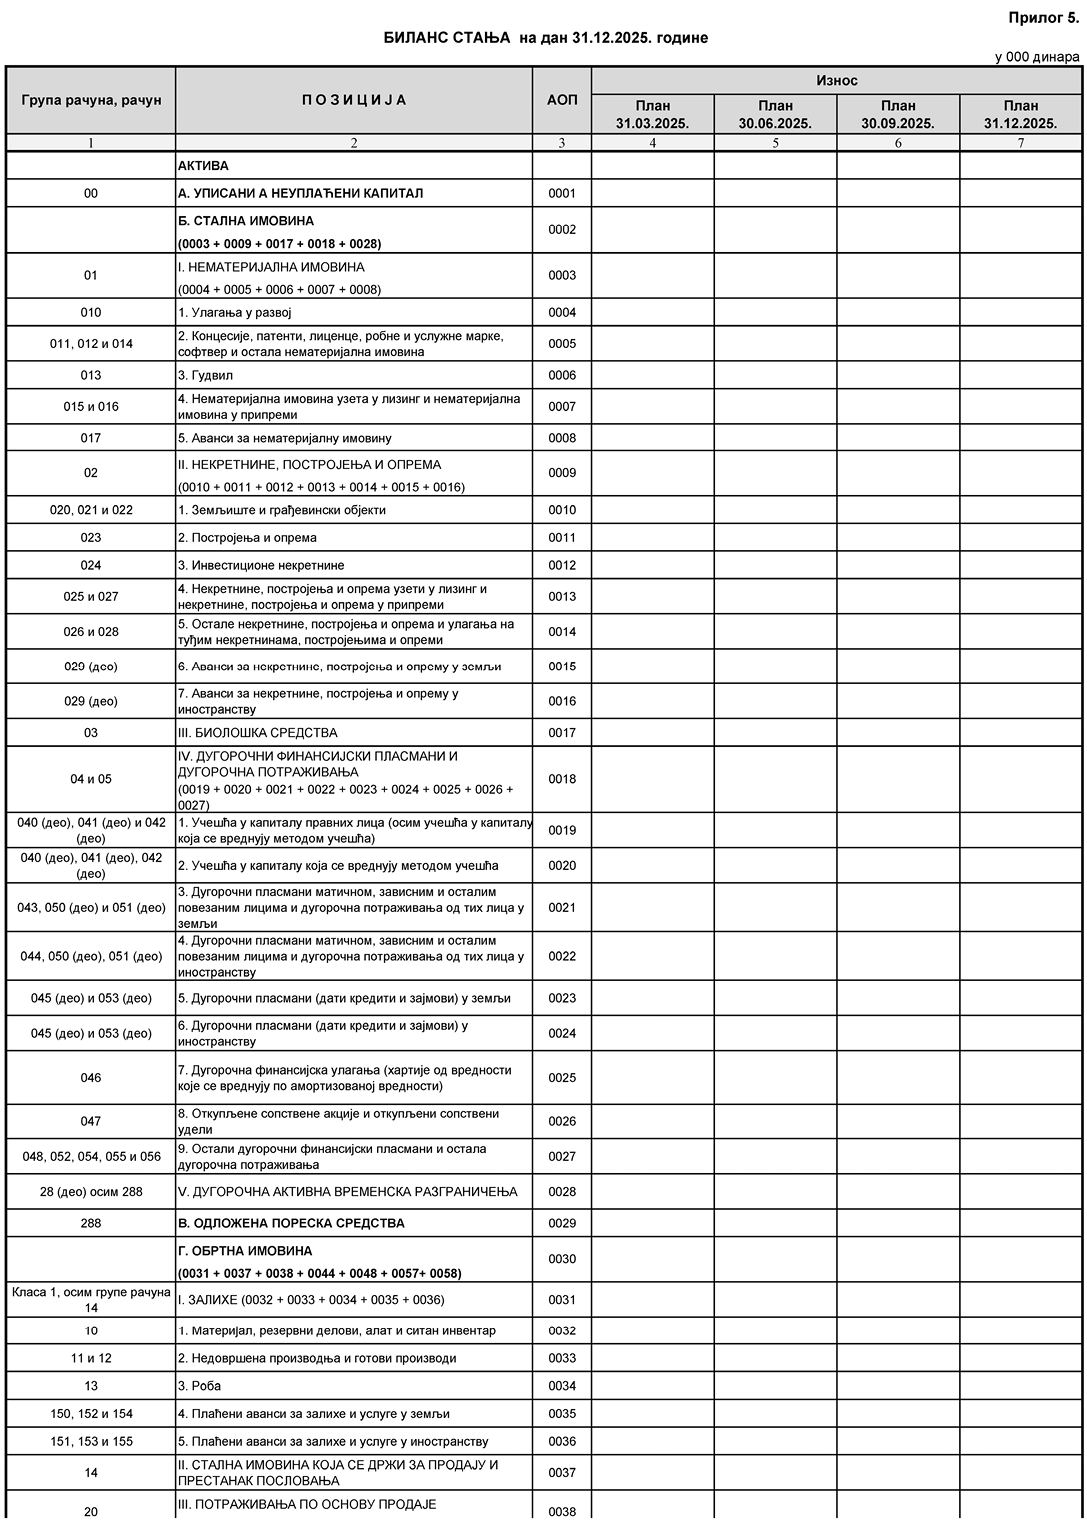 Прилог 5.
БИЛАНС СТАЊА на дан 31.12.2025. године
у 000 динара
Група рачуна, рачун П О З И Ц И Ј А АОП Износ
План 31.03.2025. План 30.06.2025. План 30.09.2025. План 31.12.2025.
1 2 3 4 5 6 7
АКТИВА
00 А. УПИСАНИ А НЕУПЛАЋЕНИ КАПИТАЛ 0001
Б. СТАЛНА ИМОВИНА
(0003 + 0009 + 0017 + 0018 + 0028) 0002
01 I. НЕМАТЕРИЈАЛНА ИМОВИНА
(0004 + 0005 + 0006 + 0007 + 0008) 0003
010 1. Улагања у развој 0004
011, 012 и 014 2. Концесије, патенти, лиценце, робне и услужне марке,
софтвер и остала нематеријална имовина 0005
013 3. Гудвил 0006
015 и 016 4. Нематеријална имовина узета у лизинг и нематеријална
имовина у припреми 0007
017 5. Аванси за нематеријалну имовину 0008
02 II. НЕКРЕТНИНЕ, ПОСТРОЈЕЊА И ОПРЕМА
(0010 + 0011 + 0012 + 0013 + 0014 + 0015 + 0016) 0009
020, 021 и 022 1. Земљиште и грађевински објекти 0010
023 2. Постројења и опрема 0011
024 3. Инвестиционе некретнине 0012
025 и 027 4. Некретнине, постројења и опрема узети у лизинг и
некретнине, постројења и опрема у припреми 0013
026 и 028 5. Остале некретнине, постројења и опрема и улагања на
туђим некретнинама, постројењима и опреми 0014
029 (део) 6. Аванси за некретнине, постројења и опрему у земљи 0015
029 (део) 7. Аванси за некретнине, постројења и опрему у
иностранству 0016
03 III. БИОЛОШКА СРЕДСТВА 0017
04 и 05 IV. ДУГОРОЧНИ ФИНАНСИЈСКИ ПЛАСМАНИ И
ДУГОРОЧНА ПОТРАЖИВАЊА
(0019 + 0020 + 0021 + 0022 + 0023 + 0024 + 0025 + 0026 +
0027) 0018
040 (део), 041 (део) и 042 (део) 1. Учешћа у капиталу правних лица (осим учешћа у капиталу
која се вреднују методом учешћа) 0019
040 (део), 041 (део), 042 (део) 2. Учешћа у капиталу која се вреднују методом учешћа 0020
043, 050 (део) и 051 (део) 3. Дугорочни пласмани матичном, зависним и осталим
повезаним лицима и дугорочна потраживања од тих лица у
земљи 0021
044, 050 (део), 051 (део) 4. Дугорочни пласмани матичном, зависним и осталим
повезаним лицима и дугорочна потраживања од тих лица у
иностранству 0022
045 (део) и 053 (део) 5. Дугорочни пласмани (дати кредити и зајмови) у земљи 0023
045 (део) и 053 (део) 6. Дугорочни пласмани (дати кредити и зајмови) у
иностранству 0024
046 7. Дугорочна финансијска улагања (хартије од вредности
које се вреднују по амортизованој вредности) 0025
047 8. Откупљене сопствене акције и откупљени сопствени
удели 0026
048, 052, 054, 055 и 056 9. Остали дугорочни финансијски пласмани и остала
дугорочна потраживања 0027
28 (део) осим 288 V. ДУГОРОЧНА АКТИВНА ВРЕМЕНСКА РАЗГРАНИЧЕЊА 0028
288 В. ОДЛОЖЕНА ПОРЕСКА СРЕДСТВА 0029
Г. ОБРТНА ИМОВИНА
(0031 + 0037 + 0038 + 0044 + 0048 + 0057+ 0058) 0030
Класа 1, осим групе рачуна 14 I. ЗАЛИХЕ (0032 + 0033 + 0034 + 0035 + 0036) 0031
10 1. Материјал, резервни делови, алат и ситан инвентар 0032
11 и 12 2. Недовршена производња и готови производи 0033
13 3. Роба 0034
150, 152 и 154 4. Плаћени аванси за залихе и услуге у земљи 0035
151, 153 и 155 5. Плаћени аванси за залихе и услуге у иностранству 0036
14 II. СТАЛНА ИМОВИНА КОЈА СЕ ДРЖИ ЗА ПРОДАЈУ И
ПРЕСТАНАК ПОСЛОВАЊА 0037
20 III. ПОТРАЖИВАЊА ПО ОСНОВУ ПРОДАЈЕ 0038